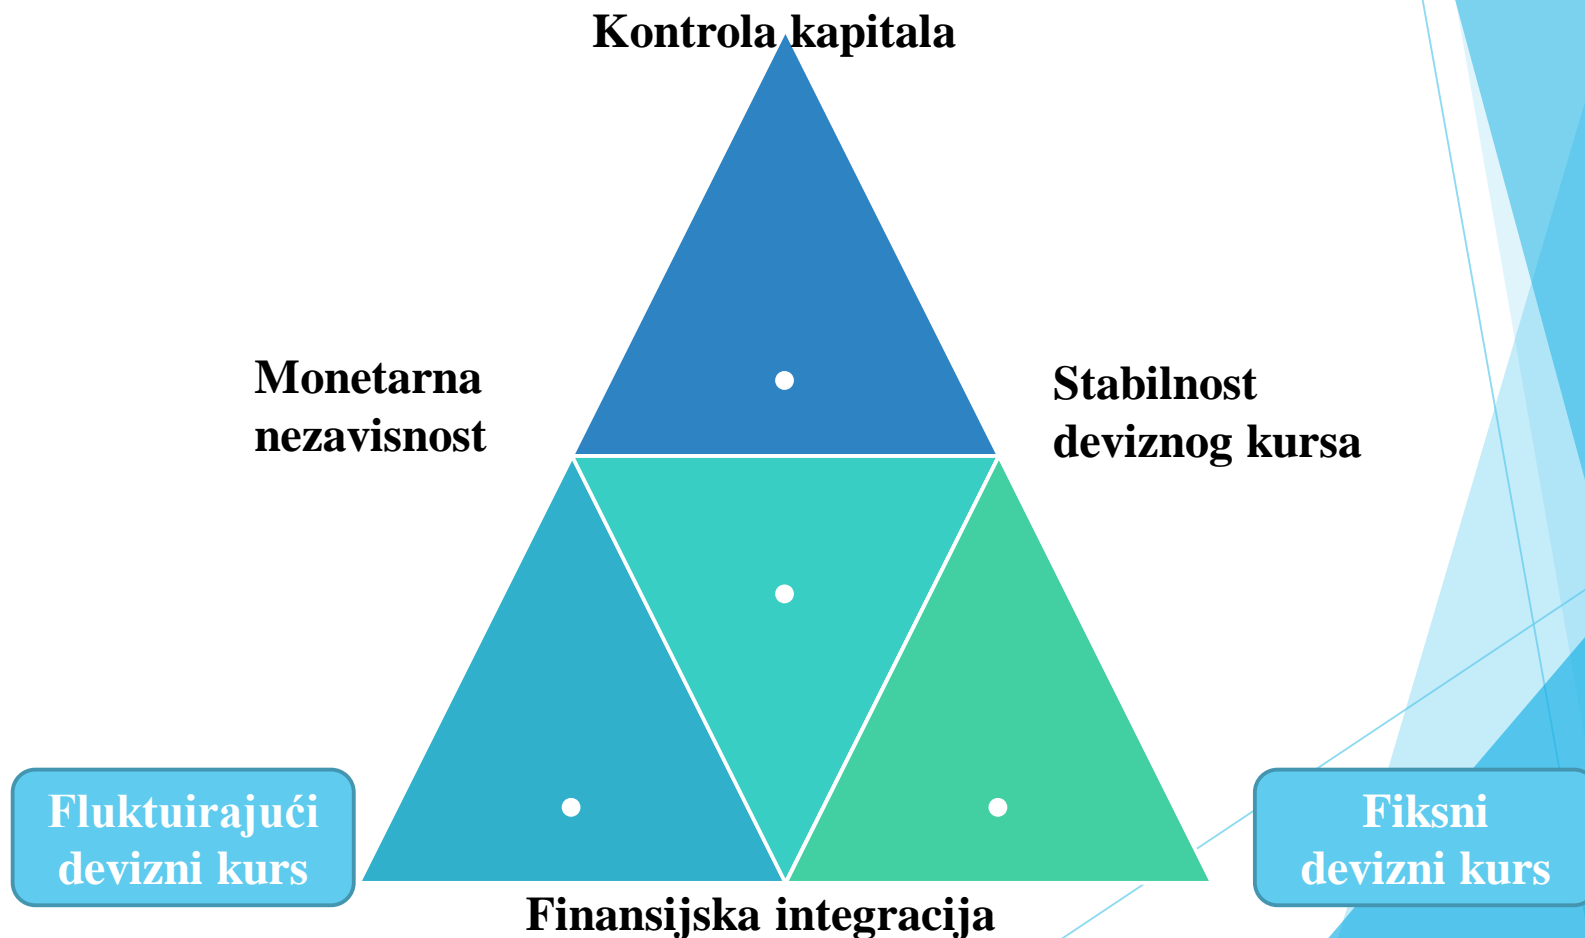 Kontrola kapitala
Monetarna
nezavisnost
Stabilnost
deviznog kursa
Fluktuirajući
devizni kurs
Fiksni
devizni kurs
Finansijska integracija